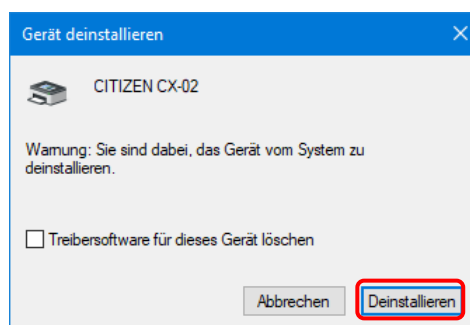 Gerät deinstallieren
CITIZEN CX-02
Warnung: Sie sind dabei, das Gerät vom System zu
deinstallieren.
Treibersoftware für dieses Gerät löschen
Abbrechen Deinstallieren